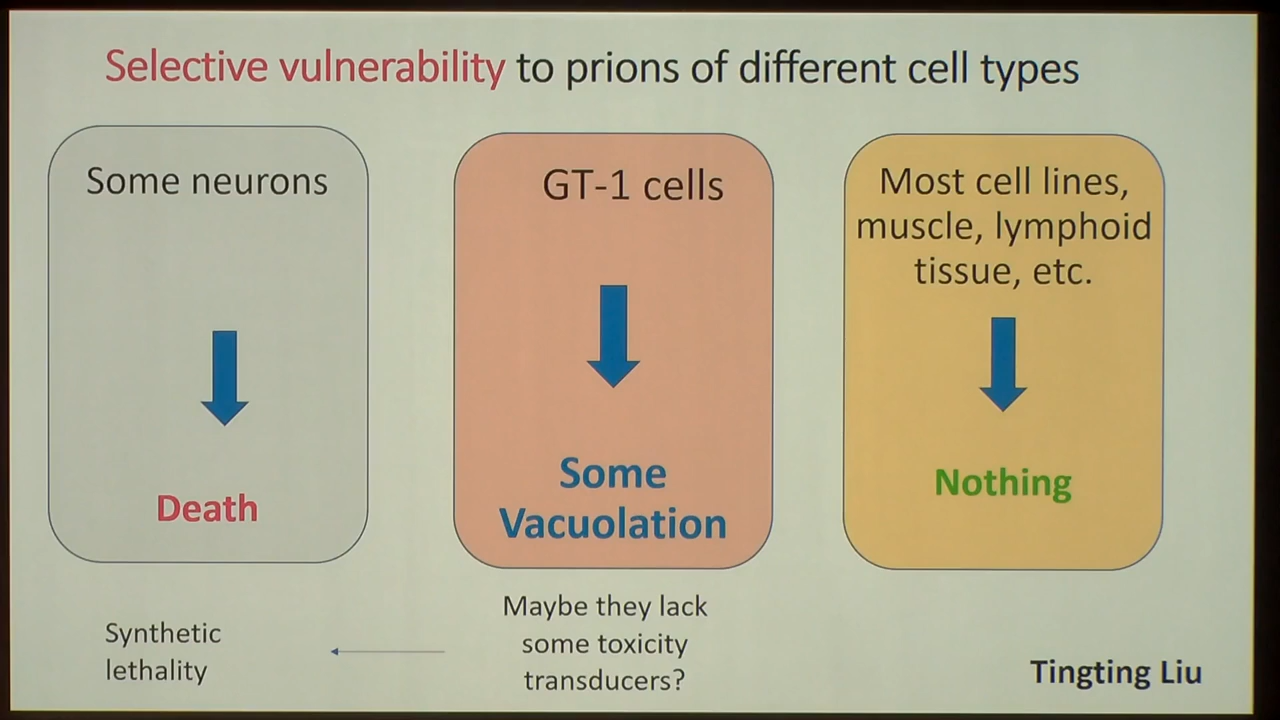 Selective vulnerability to prions of different cell types
Some neurons
Death
GT-1 cells
Some
Vacuolation
Most cell lines,
muscle, lymphoid
tissue, etc.
Nothing
Synthetic
lethality
Maybe they lack
some toxicity
transducers?
Tingting Liu